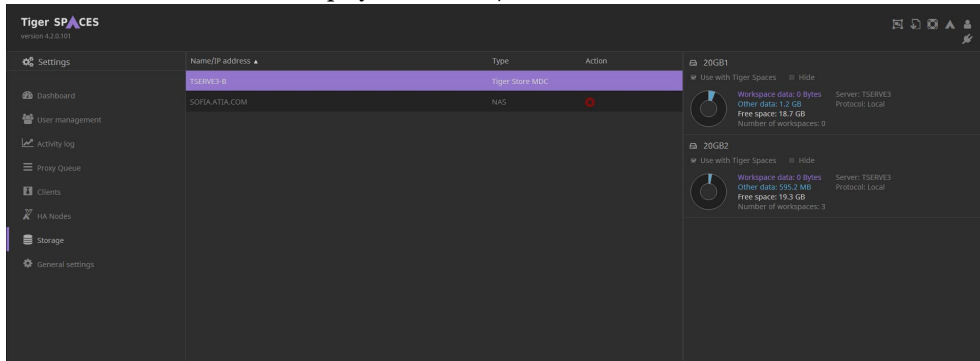 Tiger SPACES
version 4.2.0.101
Settings
Dashboard
User management
Activity log
Proxy Queue
Clients
HA Nodes
Storage
General settings
Name/IP address ▲ Type Action
TSERVE3-B Tiger Store MDC
SOFIA.ATIA.COM NAS
20GB1
Use with Tiger Spaces Hide
Workspace data: 0 Bytes Server: TSERVE3
Other data: 1.2 GB Protocol: Local
Free space: 18.7 GB
Number of workspaces: 0
20GB2
Use with Tiger Spaces Hide
Workspace data: 0 Bytes Server: TSERVE3
Other data: 595.2 MB Protocol: Local
Free space: 19.3 GB
Number of workspaces: 3